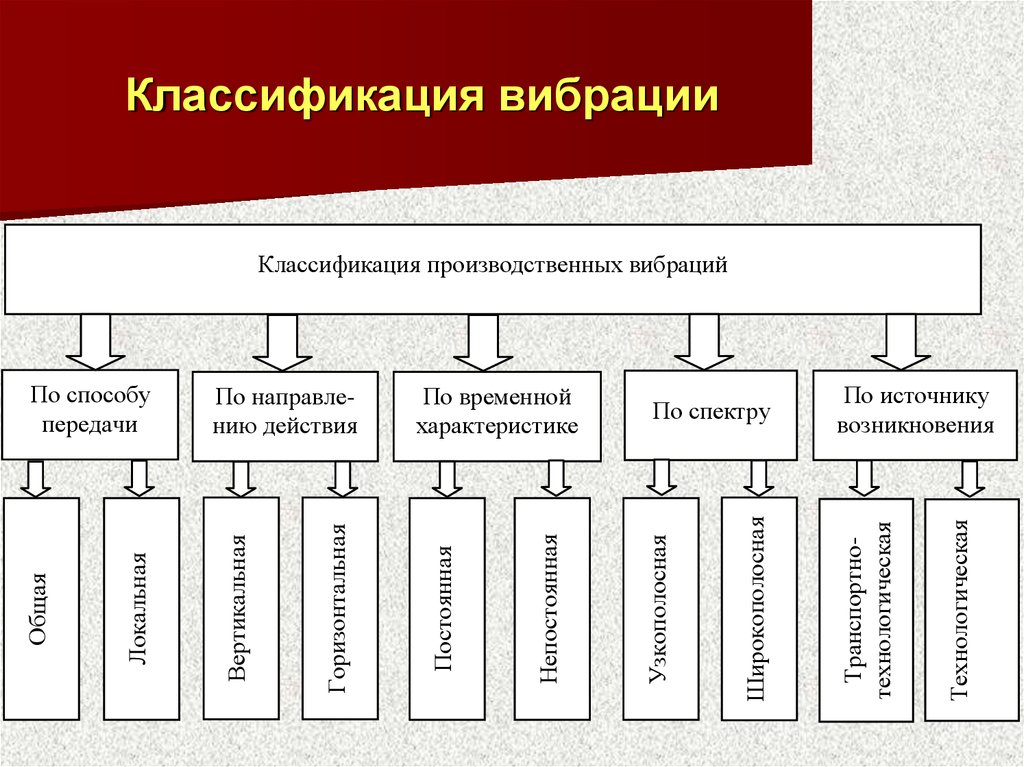 Классификация вибрации
Классификация производственных вибраций
По способу
передачи
По направле-
нию действия
По временной
характеристике
По спектру
По источнику
возникновения
Общая
Локальная
Вертикальная
Горизонтальная
Постоянная
Непостоянная
Узкополосная
Широкополосная
Транспортно-
технологическая
Технологическая